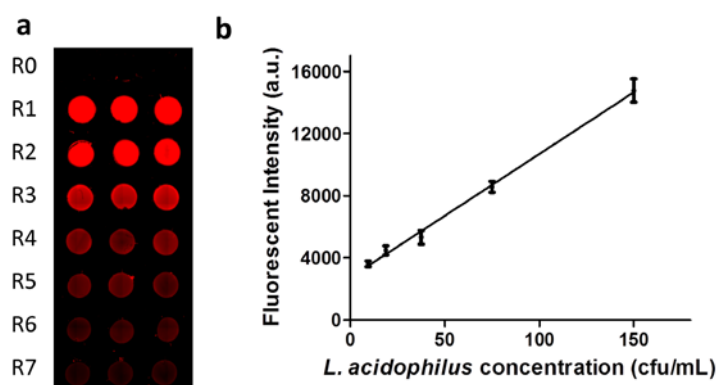 a
R0
R1
R2
R3
R4
R5
R6
R7
b
Fluorescent Intensity (a.u.)
16000
12000
8000
4000
0
0 50 100 150
L. acidophilus concentration (cfu/mL)